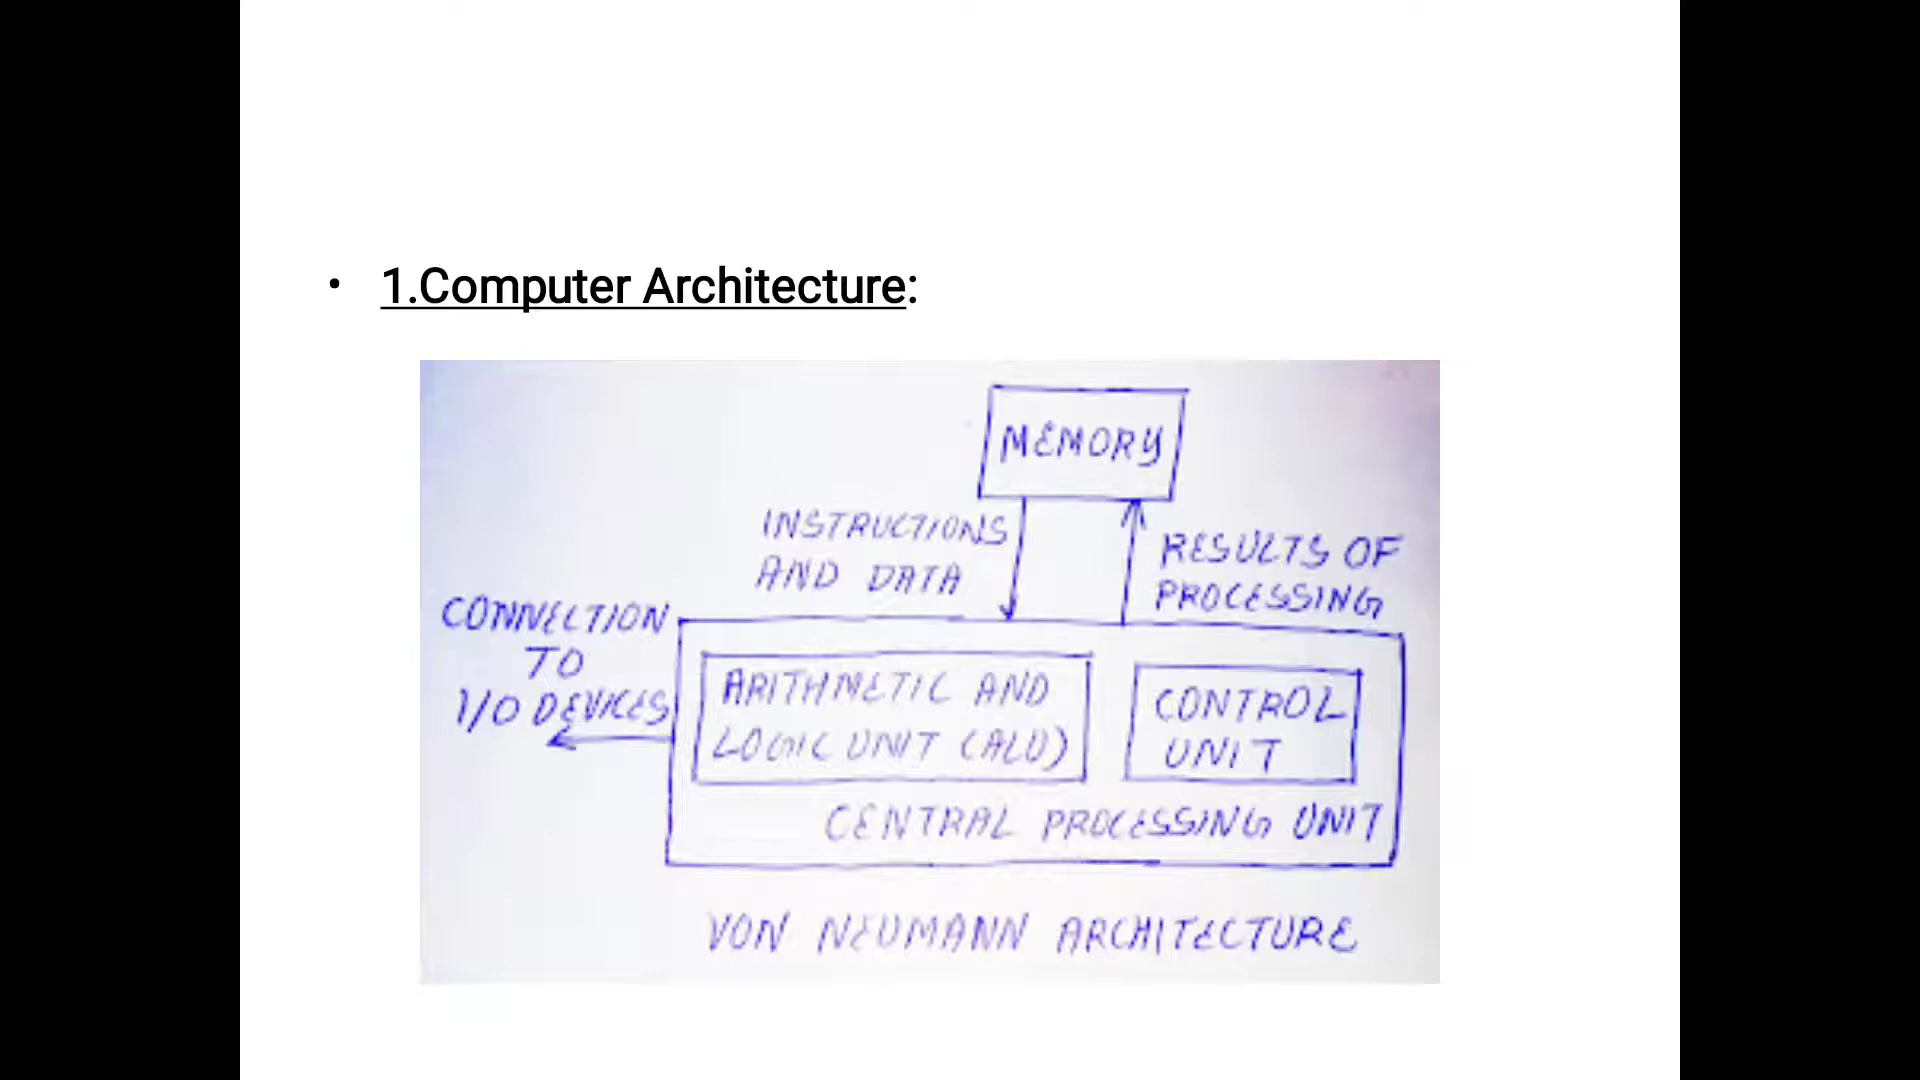 • 1.Computer Architecture:
MEMORY
INSTRUCTIONS
AND DATA
RESULTS OF
PROCESSING
CONNECTION
TO
I/O DEVICES
ARITHMETIC AND
LOGIC UNIT (ALU)
CONTROL
UNIT
CENTRAL PROCESSING UNIT
VON NEUMANN ARCHITECTURE